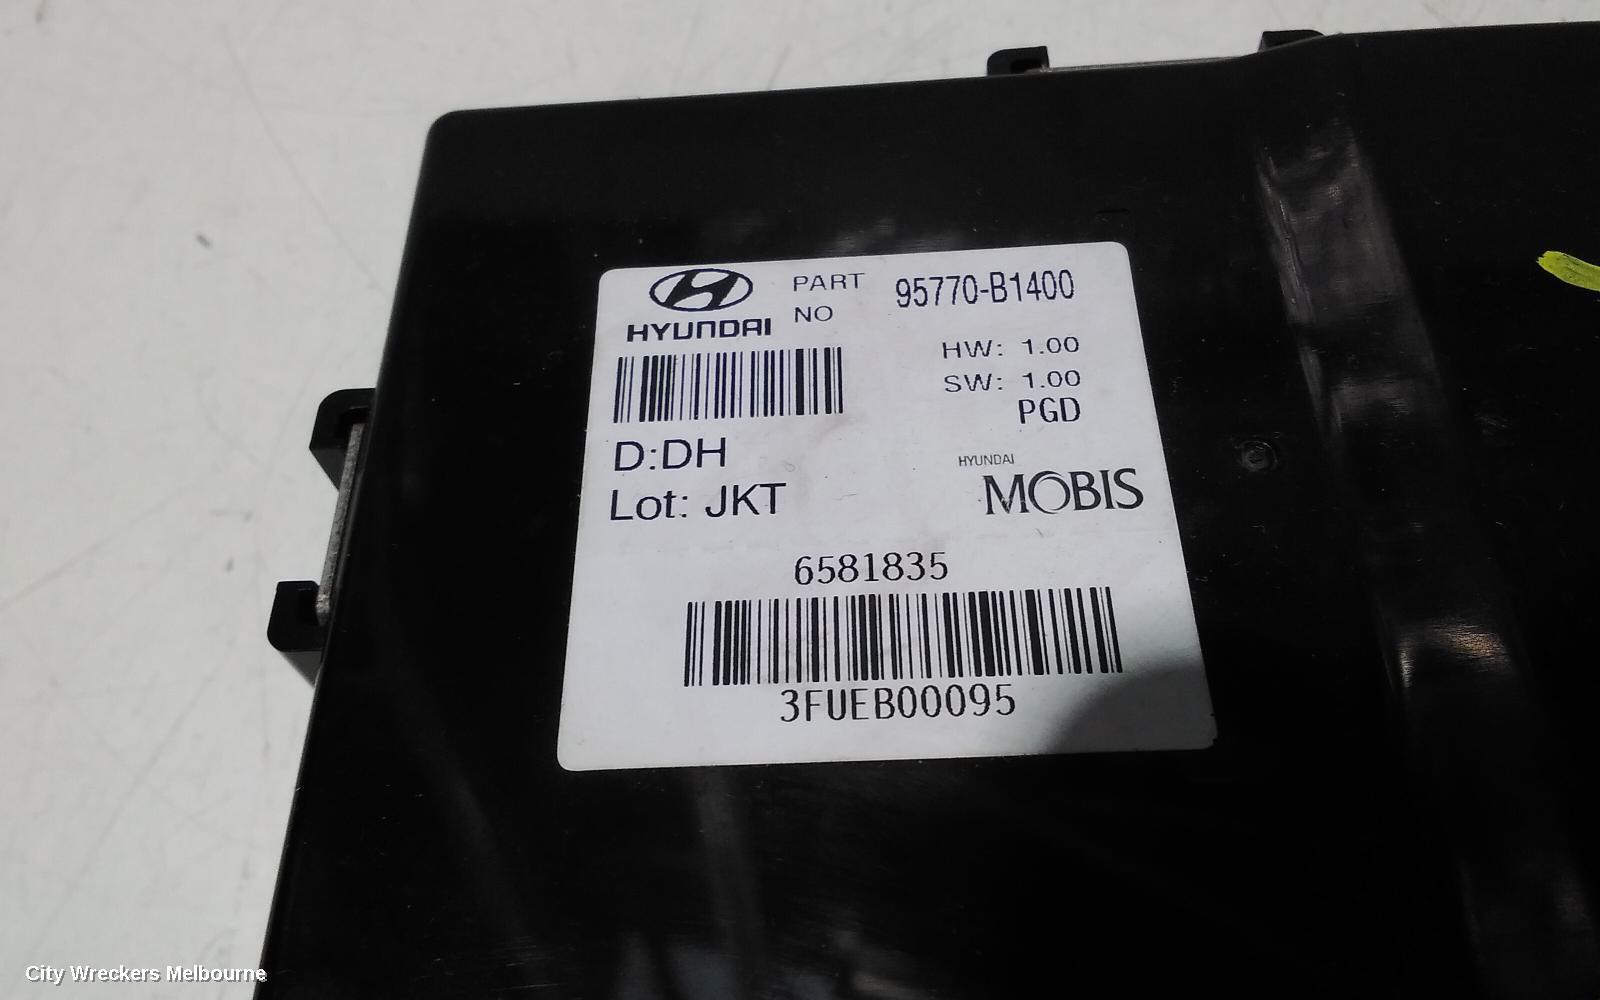 HYUNDAI
PART NO 95770-B1400
HW: 1.00
SW: 1.00
PGD
D:DH
Lot: JKT
HYUNDAI
MOBIS
6581835
3FUEB00095
City Wreckers Melbourne